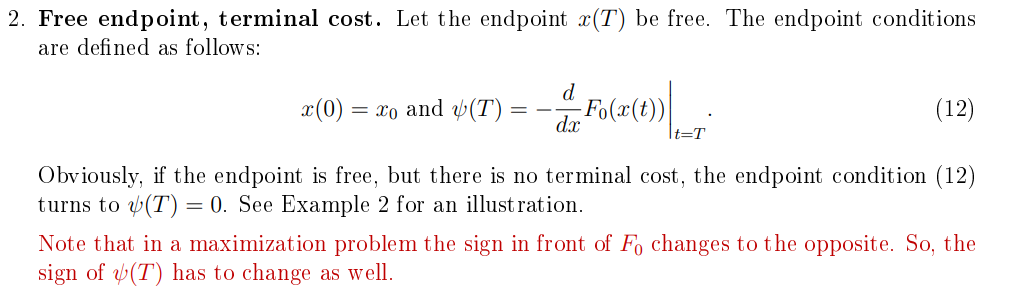 2. Free endpoint, terminal cost. Let the endpoint x(T) be free. The endpoint conditions
are defined as follows:
x(0) = x₀ and ψ(T) = −d/dx F₀(x(t))|ₜ₌T. (12)
Obviously, if the endpoint is free, but there is no terminal cost, the endpoint condition (12)
turns to ψ(T) = 0. See Example 2 for an illustration.
Note that in a maximization problem the sign in front of F₀ changes to the opposite. So, the
sign of ψ(T) has to change as well.